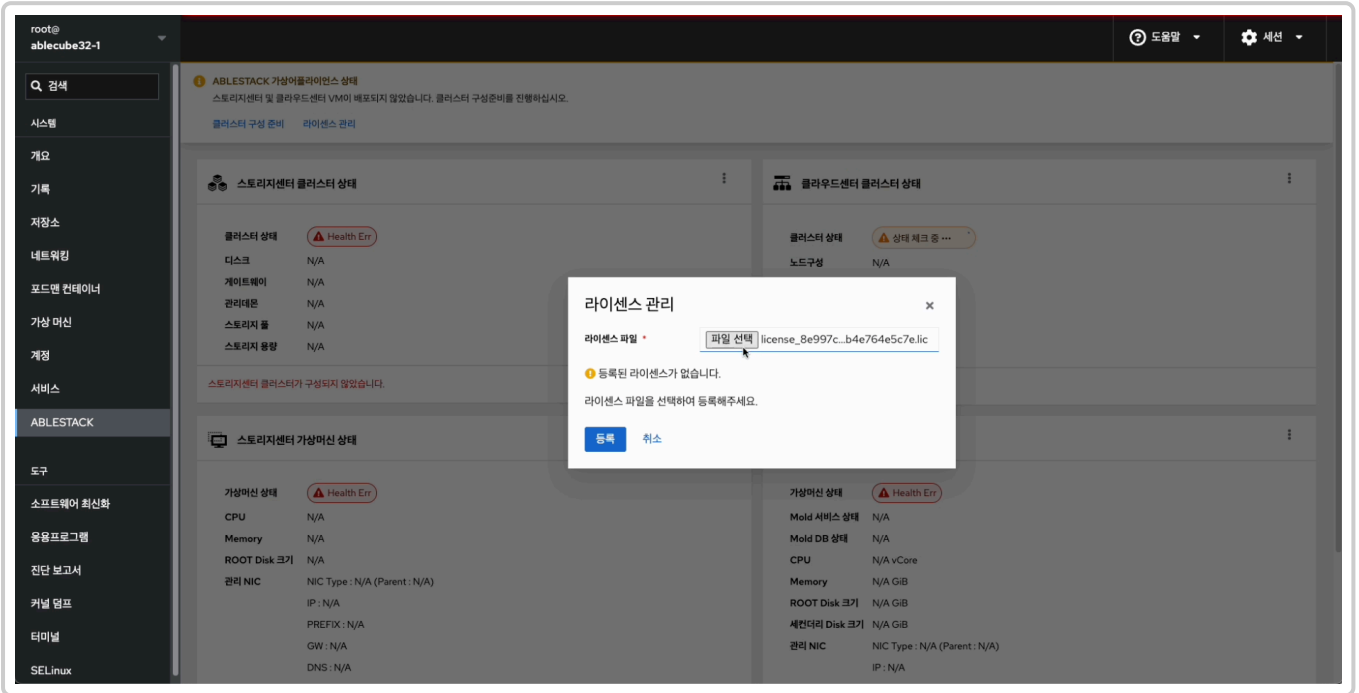 root@
ablecube32-1
도움말
세션
검색
시스템
개요
기록
저장소
네트워킹
포드맨 컨테이너
가상 머신
계정
서비스
ABLESTACK
도구
소프트웨어 최신화
응용프로그램
진단 보고서
커널 덤프
터미널
SELinux
ABLESTACK 가상어플라이언스 상태
스토리지센터 및 클라우드센터 VM이 배포되지 않았습니다. 클러스터 구성준비를 진행하십시오.
클러스터 구성 준비 라이센스 관리
스토리지센터 클러스터 상태
클러스터 상태 Health Err
디스크 N/A
게이트웨이 N/A
관리데몬 N/A
스토리지 풀 N/A
스토리지 용량 N/A
스토리지센터 클러스터가 구성되지 않았습니다.
클라우드센터 클러스터 상태
클러스터 상태 상태 체크 중 ···
노드구성 N/A
라이센스 관리 ×
라이센스 파일 * 파일 선택 license_8e997c...b4e764e5c7e.lic
등록된 라이센스가 없습니다.
라이센스 파일을 선택하여 등록해주세요.
등록 취소
스토리지센터 가상머신 상태
가상머신 상태 Health Err
CPU N/A
Memory N/A
ROOT Disk 크기 N/A
관리 NIC NIC Type : N/A (Parent : N/A)
IP : N/A
PREFIX : N/A
GW : N/A
DNS : N/A
가상머신 상태 Health Err
Mold 서비스 상태 N/A
Mold DB 상태 N/A
CPU N/A vCore
Memory N/A GiB
ROOT Disk 크기 N/A GiB
세컨더리 Disk 크기 N/A GiB
관리 NIC NIC Type : N/A (Parent : N/A)
IP : N/A